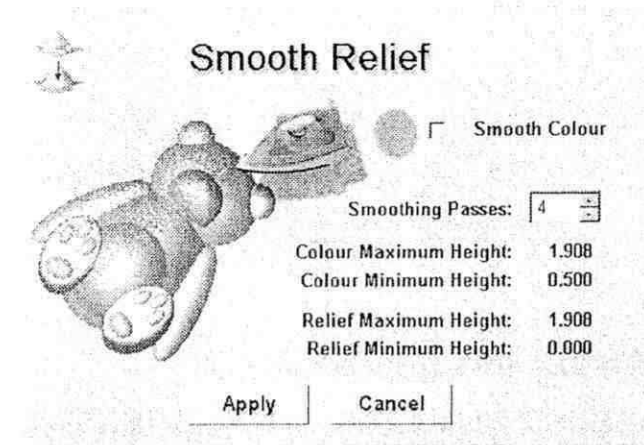 Smooth Relief
Smooth Colour
Smoothing Passes: 4
Colour Maximum Height: 1.908
Colour Minimum Height: 0.500
Relief Maximum Height: 1.908
Relief Minimum Height: 0.000
Apply Cancel